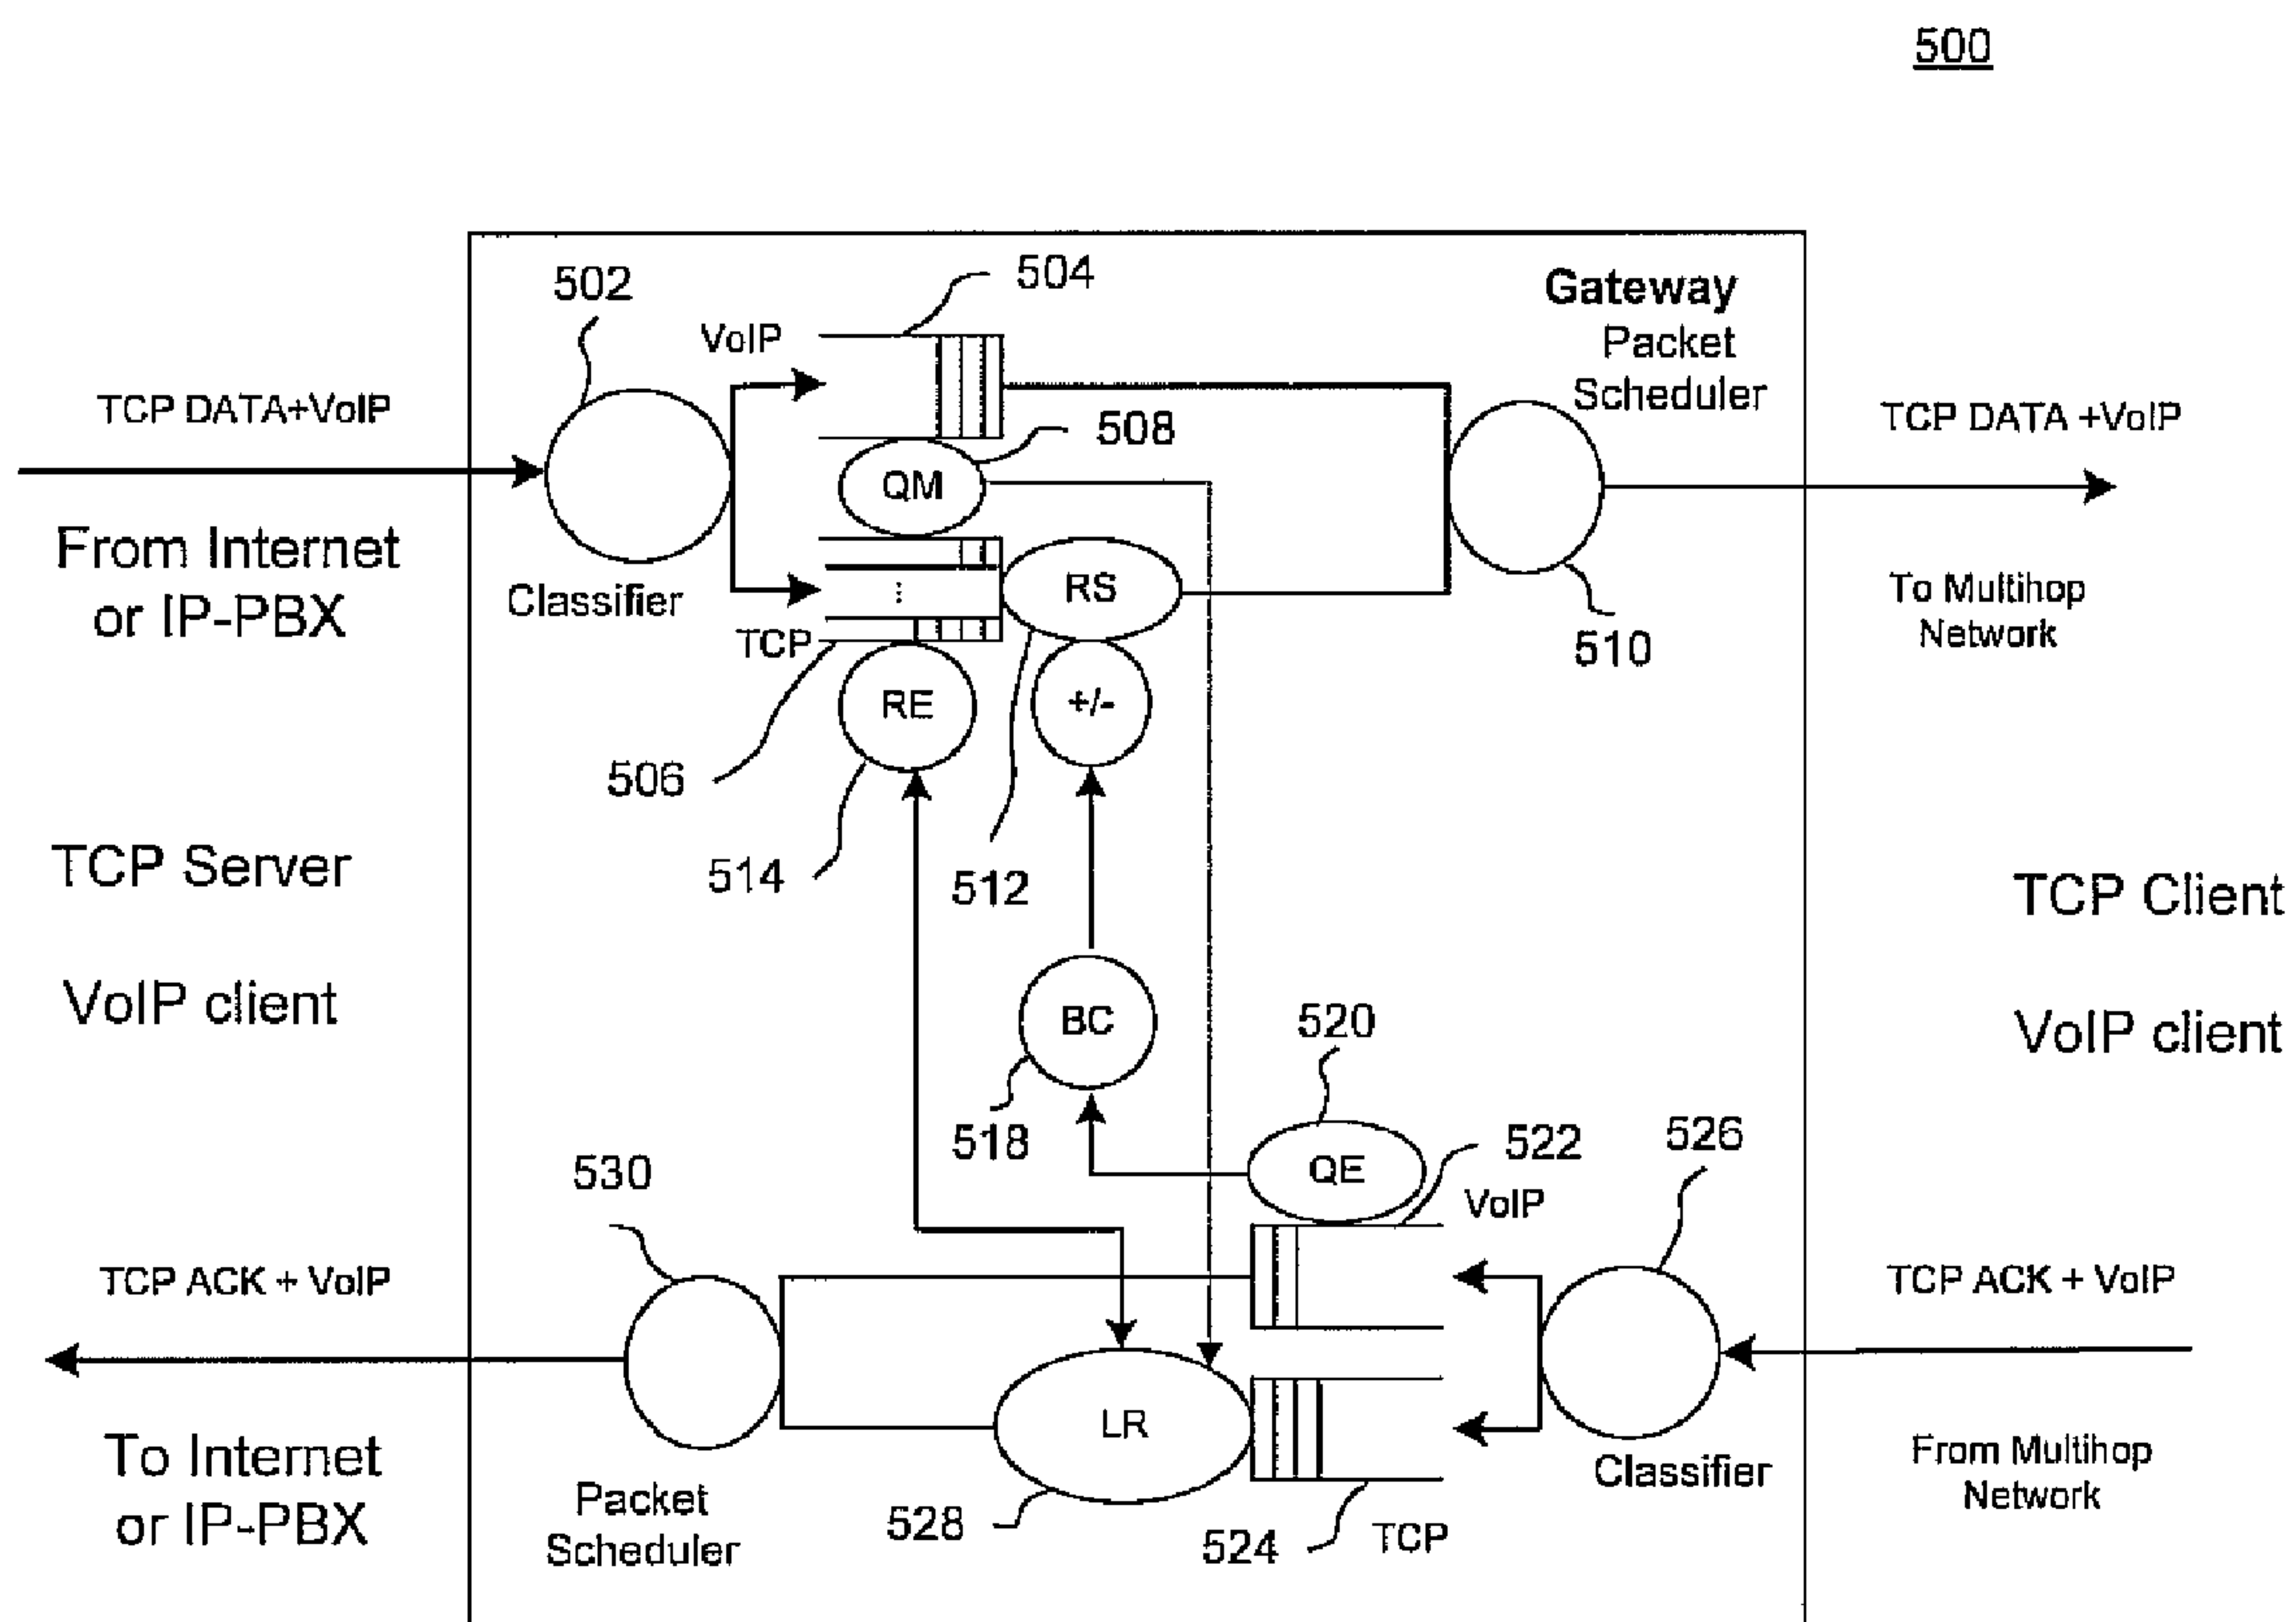 500
502
504
Gateway
Packet
Scheduler
VoIP
TCP DATA+VoIP
508
TCP DATA +VoIP
QM
From Internet
or IP-PBX
Classifier
RS
To Multihop
Network
TCP
510
RE
+/-
506
514
512
TCP Server
VoIP client
TCP Client
VoIP client
BC
520
518
522
526
530
QE
VoIP
TCP ACK + VoIP
TCP ACK + VoIP
LR
To Internet
or IP-PBX
Packet
Scheduler
528
524
TCP
Classifier
From Multihop
Network